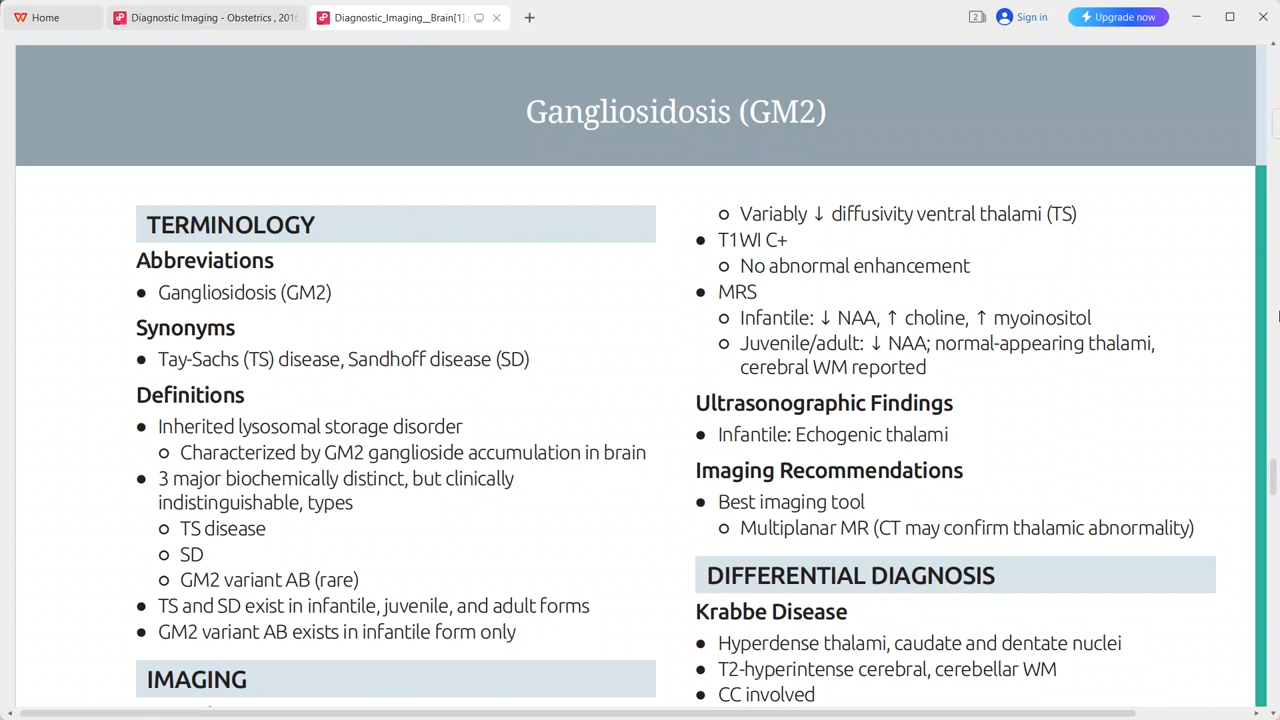 Home
Diagnostic Imaging - Obstetrics , 2016
Diagnostic_Imaging__Brain[1].
2
Sign in
Upgrade now
Gangliosidosis (GM2)
TERMINOLOGY
Abbreviations
● Gangliosidosis (GM2)
Synonyms
● Tay-Sachs (TS) disease, Sandhoff disease (SD)
Definitions
● Inherited lysosomal storage disorder
○ Characterized by GM2 ganglioside accumulation in brain
● 3 major biochemically distinct, but clinically
indistinguishable, types
○ TS disease
○ SD
○ GM2 variant AB (rare)
● TS and SD exist in infantile, juvenile, and adult forms
● GM2 variant AB exists in infantile form only
IMAGING
○ Variably ↓ diffusivity ventral thalami (TS)
● T1WI C+
○ No abnormal enhancement
● MRS
○ Infantile: ↓ NAA, ↑ choline, ↑ myoinositol
○ Juvenile/adult: ↓ NAA; normal-appearing thalami,
cerebral WM reported
Ultrasonographic Findings
● Infantile: Echogenic thalami
Imaging Recommendations
● Best imaging tool
○ Multiplanar MR (CT may confirm thalamic abnormality)
DIFFERENTIAL DIAGNOSIS
Krabbe Disease
● Hyperdense thalami, caudate and dentate nuclei
● T2-hyperintense cerebral, cerebellar WM
● CC involved